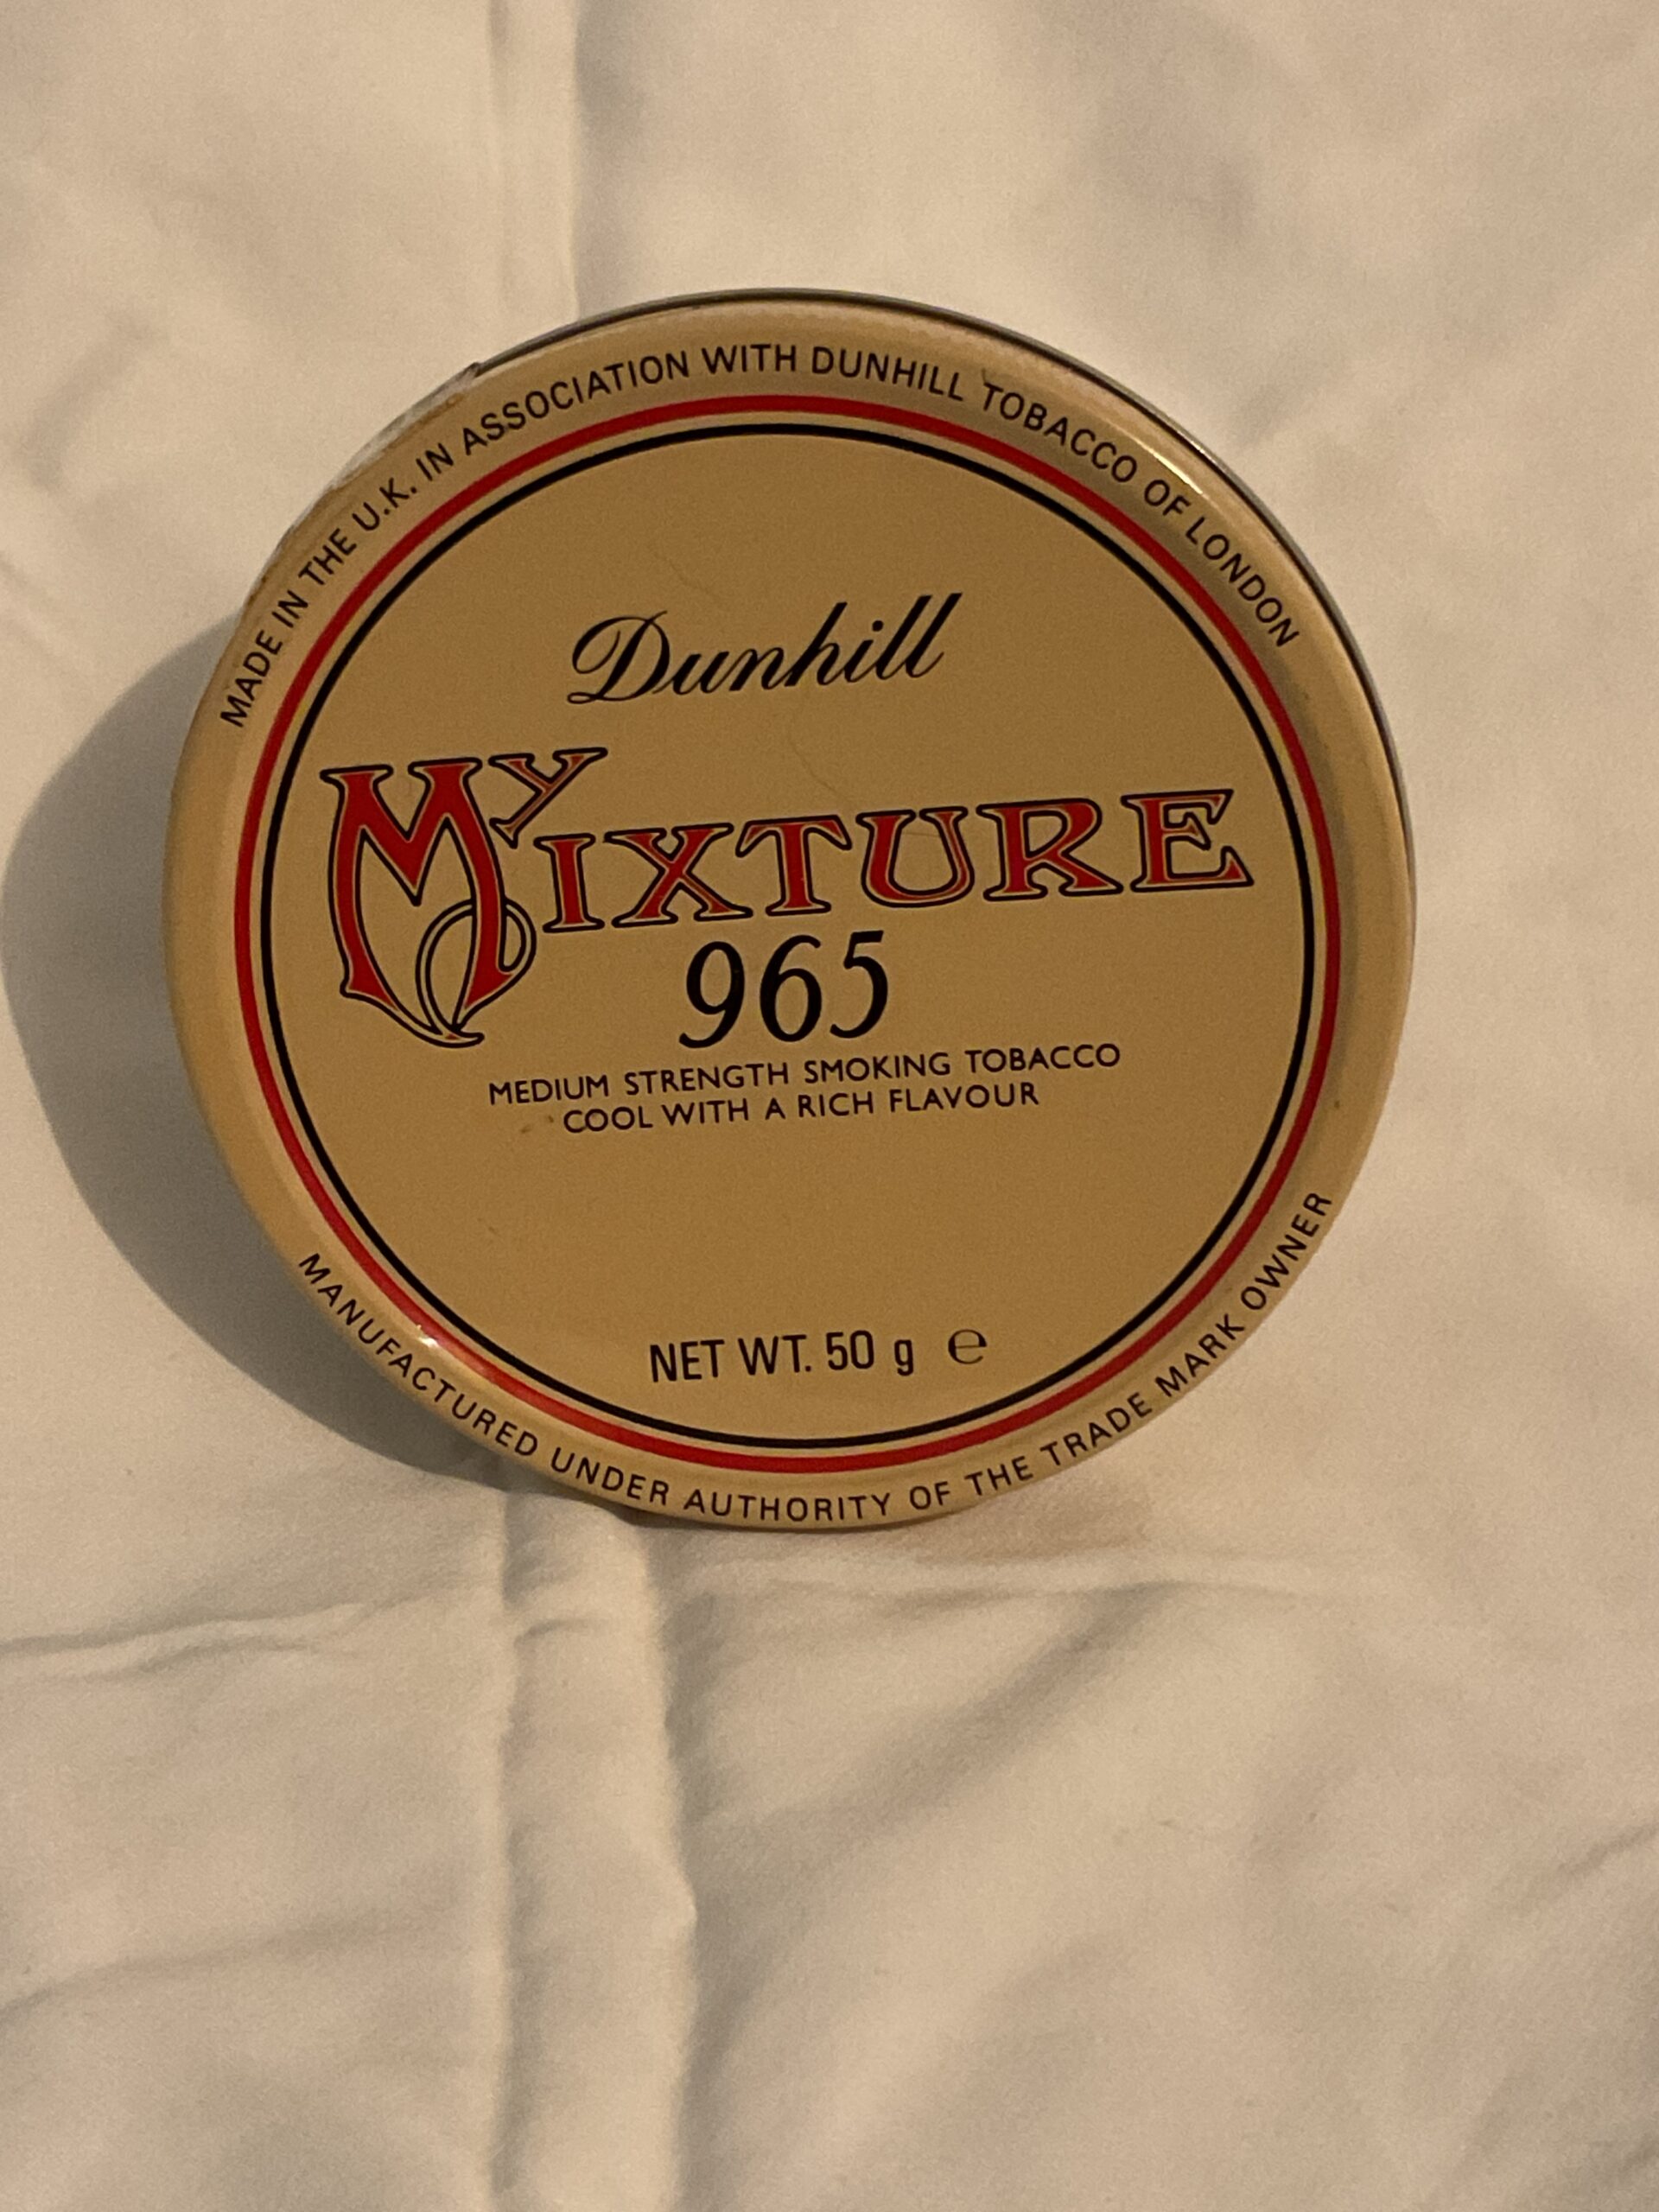 MADE IN THE U.K. IN ASSOCIATION WITH DUNHILL TOBACCO OF LONDON
Dunhill
MY MIXTURE
965
MEDIUM STRENGTH SMOKING TOBACCO
COOL WITH A RICH FLAVOUR
NET WT. 50 g ℮
MANUFACTURED UNDER AUTHORITY OF THE TRADE MARK OWNER